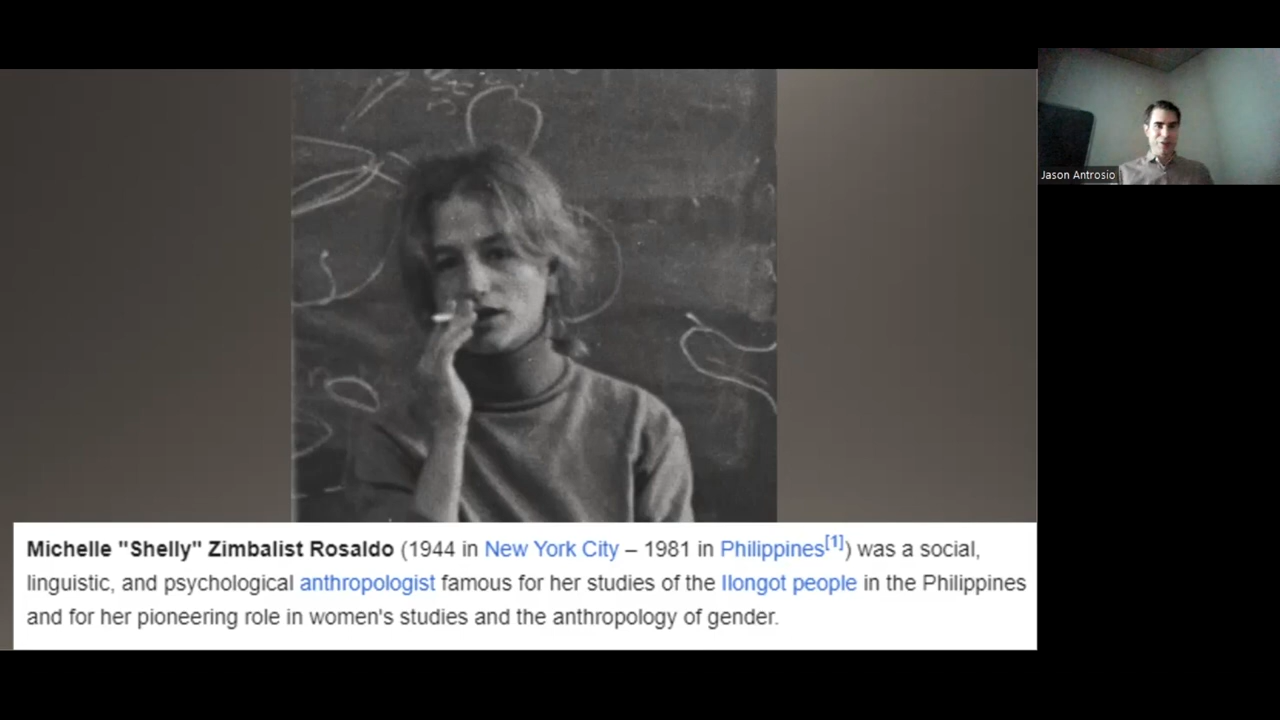 Jason Antrosio
Michelle "Shelly" Zimbalist Rosaldo (1944 in New York City – 1981 in Philippines[1]) was a social,
linguistic, and psychological anthropologist famous for her studies of the Ilongot people in the Philippines
and for her pioneering role in women's studies and the anthropology of gender.